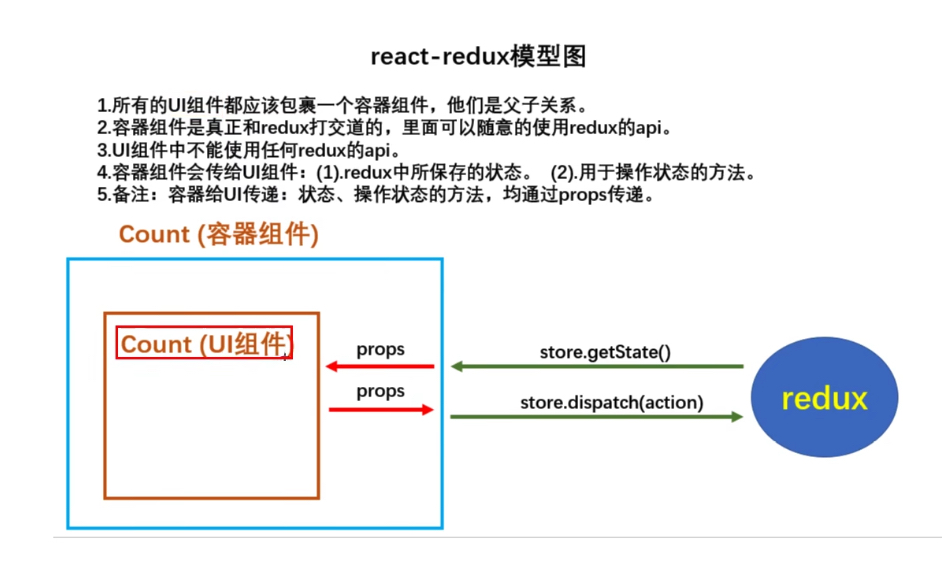 react-redux模型图
1.所有的UI组件都应该包裹一个容器组件，他们是父子关系。
2.容器组件是真正和redux打交道的，里面可以随意的使用redux的api。
3.UI组件中不能使用任何redux的api。
4.容器组件会传给UI组件：(1).redux中所保存的状态。 (2).用于操作状态的方法。
5.备注：容器给UI传递：状态、操作状态的方法，均通过props传递。
Count (容器组件)
Count (UI组件)
props
store.getState()
props
store.dispatch(action)
redux